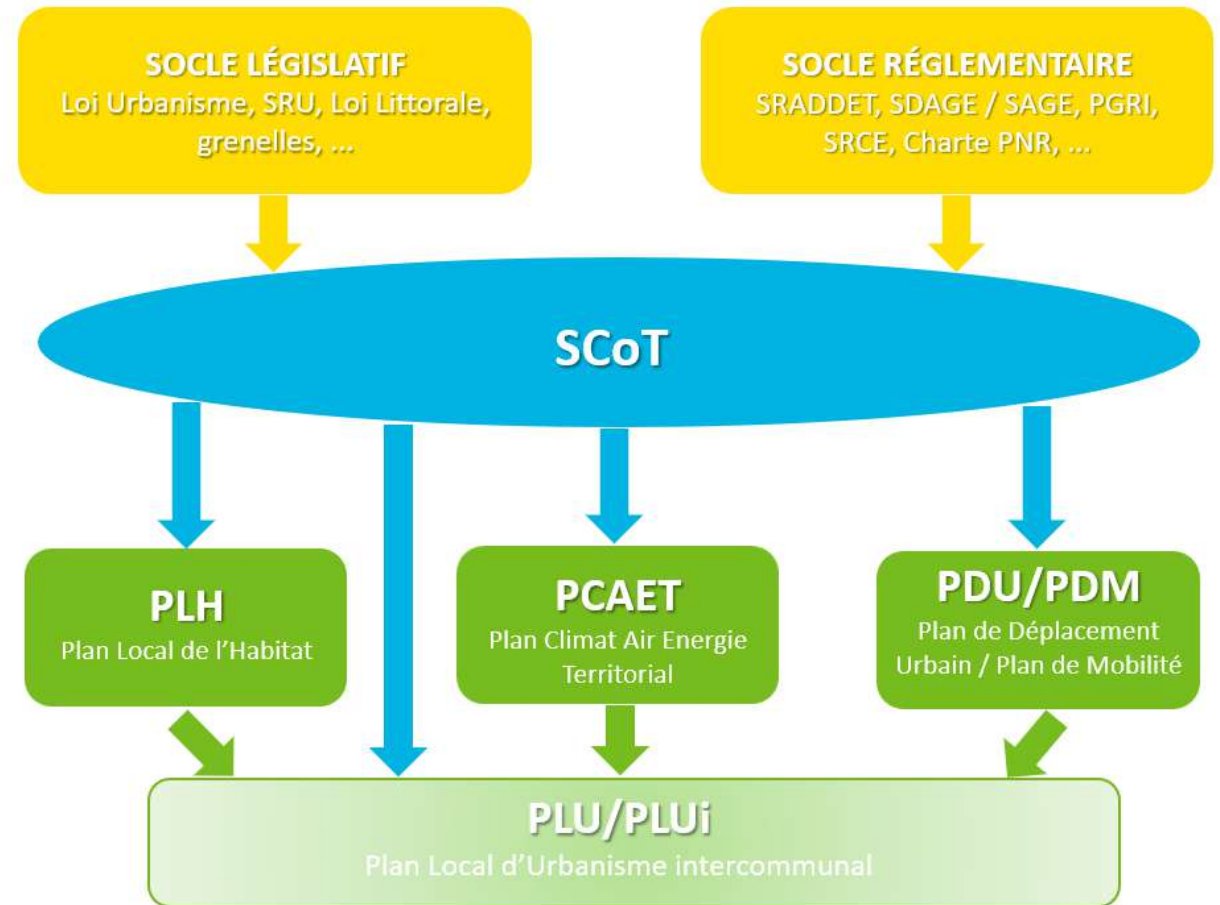 SOCLE LÉGISLATIF
Loi Urbanisme, SRU, Loi Littorale,
grenelles, ...
SOCLE RÉGLEMENTAIRE
SRADDET, SDAGE / SAGE, PGRI,
SRCE, Charte PNR, ...
SCoT
PLH
Plan Local de l'Habitat
PCAET
Plan Climat Air Energie
Territorial
PDU/PDM
Plan de Déplacement
Urbain / Plan de Mobilité
PLU/PLUi
Plan Local d'Urbanisme intercommunal